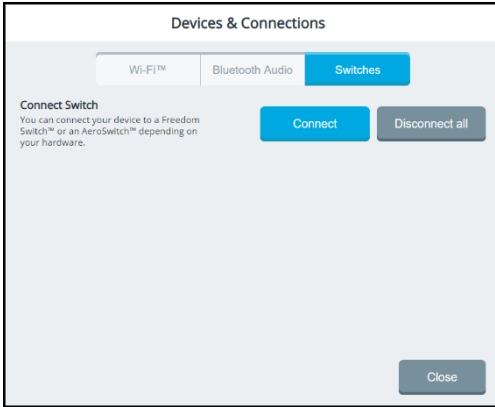 Devices & Connections
Wi-Fi™
Bluetooth Audio
Switches
Connect Switch
You can connect your device to a Freedom
Switch™ or an AeroSwitch™ depending on
your hardware.
Connect
Disconnect all
Close